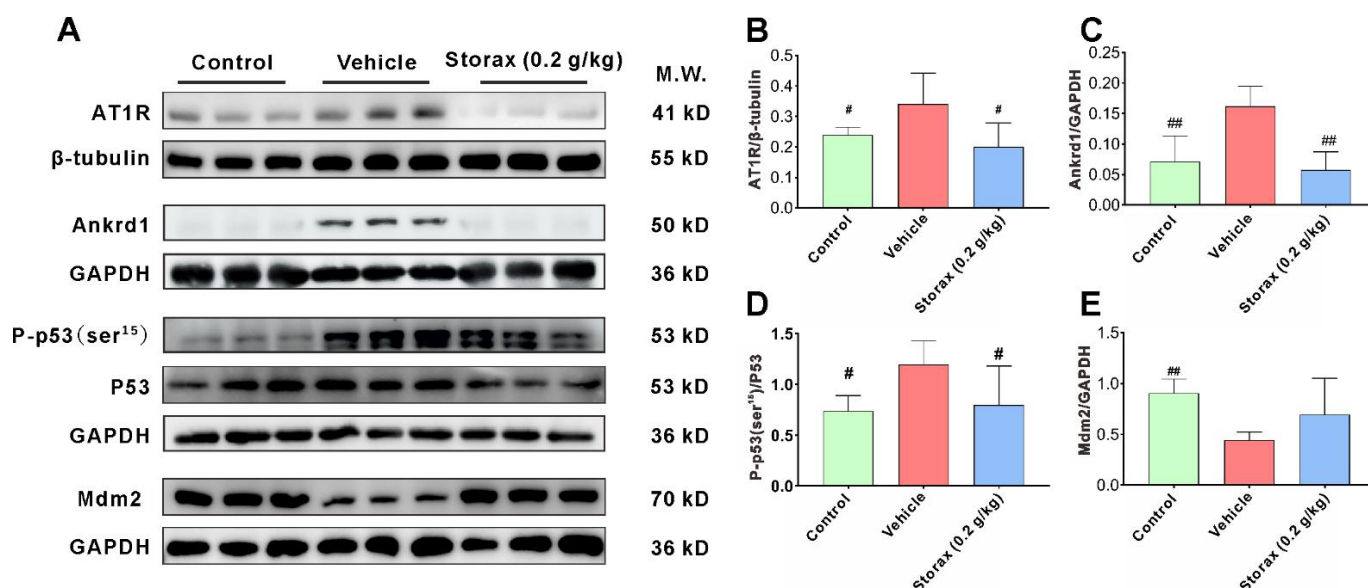 A
Control Vehicle Storax (0.2 g/kg) M.W.
AT1R 41 kD
β-tubulin 55 kD
Ankrd1 50 kD
GAPDH 36 kD
P-p53(ser¹⁵) 53 kD
P53 53 kD
GAPDH 36 kD
Mdm2 70 kD
GAPDH 36 kD
B
AT1R/β-tubulin
0.5
0.4
0.3
0.2
0.1
0.0
# #
Control Vehicle Storax (0.2 g/kg)
C
Ankrd1/GAPDH
0.25
0.20
0.15
0.10
0.05
0.00
## ##
Control Vehicle Storax (0.2 g/kg)
D
P-p53(ser¹⁵)/P53
1.5
1.0
0.5
0.0
# #
Control Vehicle Storax (0.2 g/kg)
E
Mdm2/GAPDH
1.5
1.0
0.5
0.0
##
Control Vehicle Storax (0.2 g/kg)